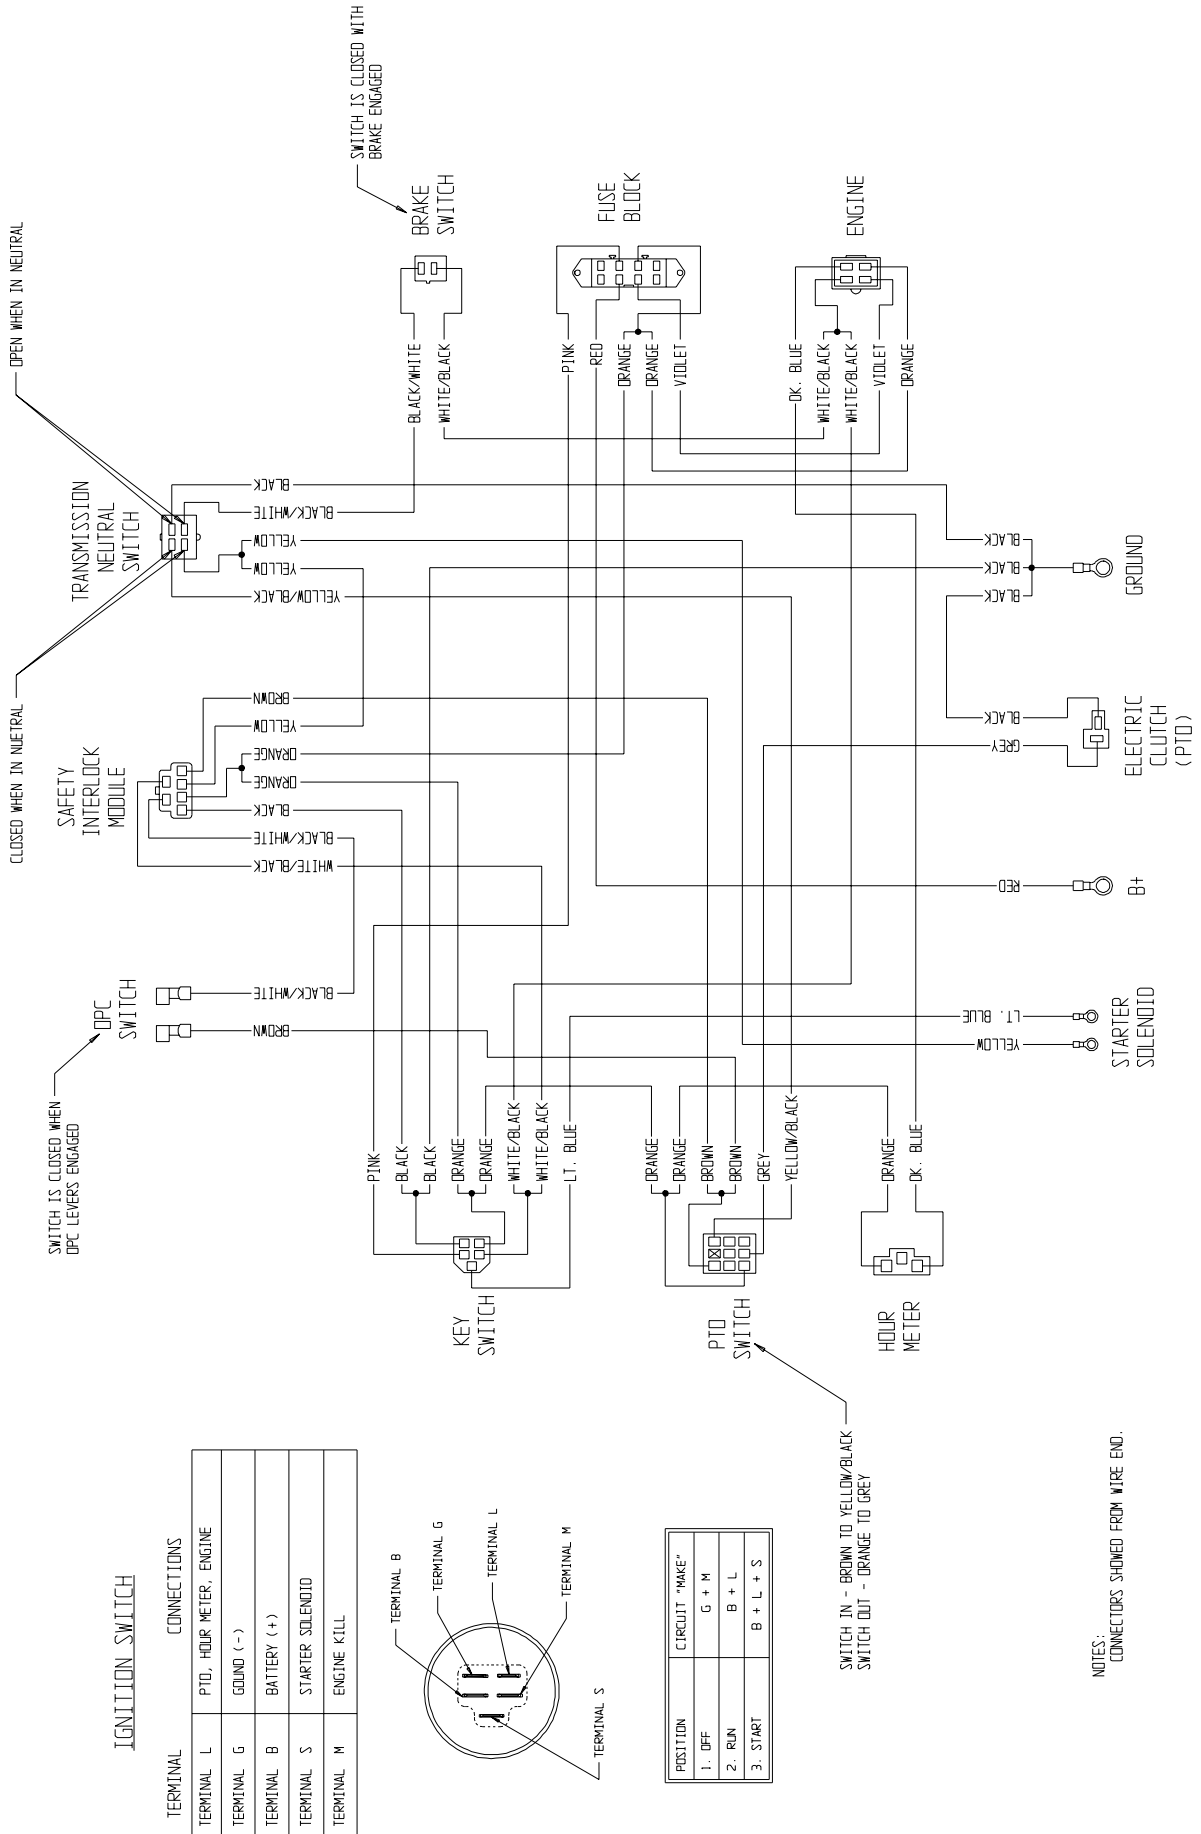 IGNITION SWITCH
TERMINAL CONNECTIONS
TERMINAL L PTO, HOUR METER, ENGINE
TERMINAL G GOUND (-)
TERMINAL B BATTERY (+)
TERMINAL S STARTER SOLENOID
TERMINAL M ENGINE KILL
TERMINAL B
TERMINAL G
TERMINAL L
TERMINAL M
TERMINAL S
POSITION CIRCUIT "MAKE"
1. OFF G + M
2. RUN B + L
3. START B + L + S
SWITCH IN - BROWN TO YELLOW/BLACK
SWITCH OUT - ORANGE TO GREY
NOTES:
CONNECTORS SHOWED FROM WIRE END.
SWITCH IS CLOSED WHEN
OPC LEVERS ENGAGED
OPC
SWITCH
BROWN
BLACK/WHITE
CLOSED WHEN IN NUETRAL
SAFETY
INTERLOCK
MODULE
WHITE/BLACK
BLACK/WHITE
BLACK
ORANGE
ORANGE
YELLOW
BROWN
OPEN WHEN IN NEUTRAL
TRANSMISSION
NEUTRAL
SWITCH
YELLOW/BLACK
YELLOW
YELLOW
BLACK/WHITE
BLACK
SWITCH IS CLOSED WITH
BRAKE ENGAGED
BRAKE
SWITCH
BLACK/WHITE
WHITE/BLACK
FUSE
BLOCK
PINK
RED
ORANGE
ORANGE
VIOLET
ENGINE
DK. BLUE
WHITE/BLACK
WHITE/BLACK
VIOLET
ORANGE
KEY
SWITCH
PINK
BLACK
BLACK
ORANGE
ORANGE
WHITE/BLACK
WHITE/BLACK
LT. BLUE
PTO
SWITCH
ORANGE
ORANGE
BROWN
BROWN
GREY
YELLOW/BLACK
HOUR
METER
ORANGE
DK. BLUE
YELLOW
LT. BLUE
STARTER
SOLENOID
RED
B+
GREY
BLACK
ELECTRIC
CLUTCH
(PTO)
BLACK
BLACK
BLACK
GROUND